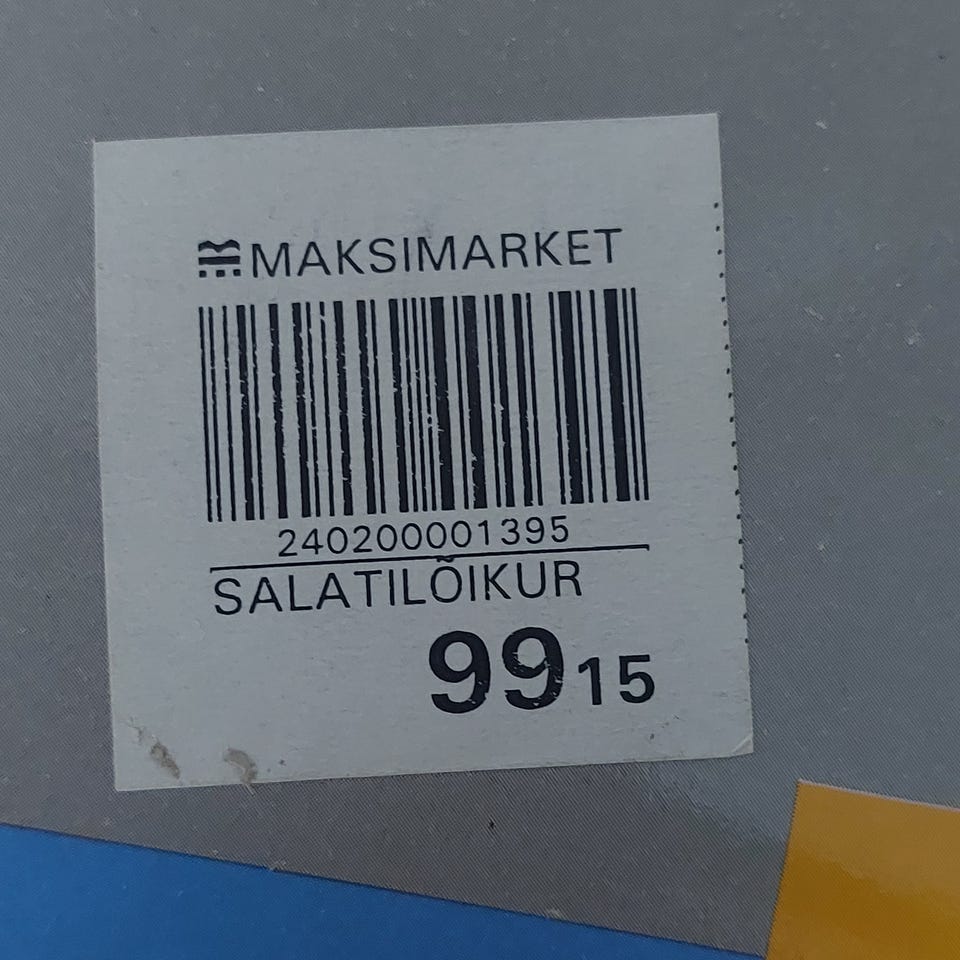 MAKSIMARKET
240200001395
SALATILÕIKUR
99 15